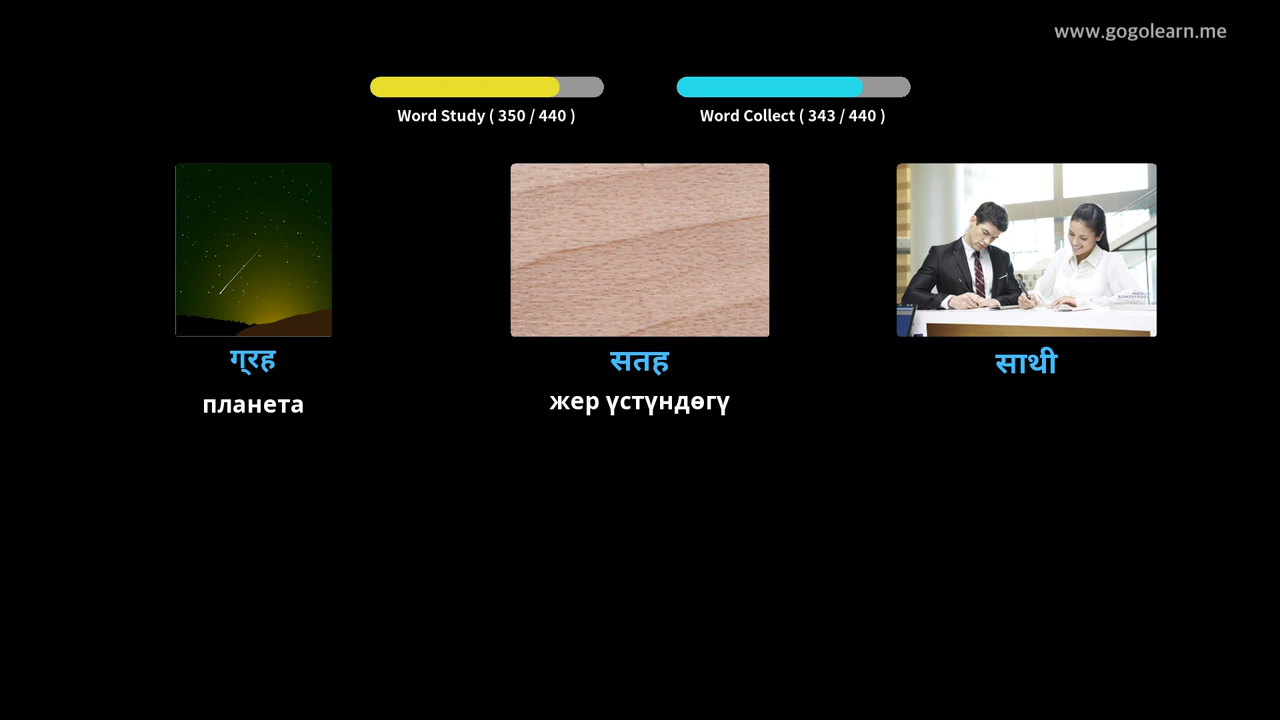 www.gogolearn.me
Word Study ( 350 / 440 )
Word Collect ( 343 / 440 )
ग्रह
планета
सतह
жер үстүндөгү
साथी